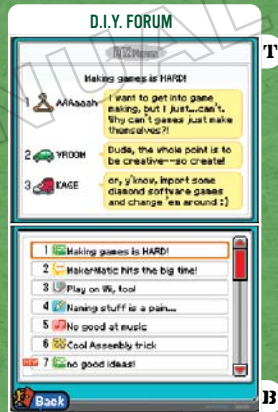 D.I.Y. FORUM
T
Making games is HARD!
1 AAAaaah
I want to get into game
making, but I just...can't.
Why can't games just make
themselves?!
2 VROOM
Dude, the whole point is to
be creative--so create!
3 KAGE
or, y'know, import some
diamond software games
and change 'em around :)
1 Making games is HARD!
2 MakerMatic hits the big time!
3 Play on Wii, too!
4 Naming stuff is a pain...
5 No good at music
6 Cool Assembly trick
NEW 7 no good ideas!
Back
B